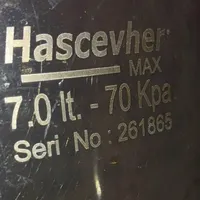 Hascevher
MAX
7.0 lt. - 70 Kpa
Seri No : 261865